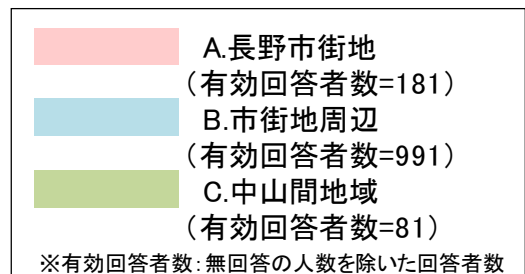 A.長野市街地
(有効回答者数=181)
B.市街地周辺
(有効回答者数=991)
C.中山間地域
(有効回答者数=81)
※有効回答者数:無回答の人数を除いた回答者数